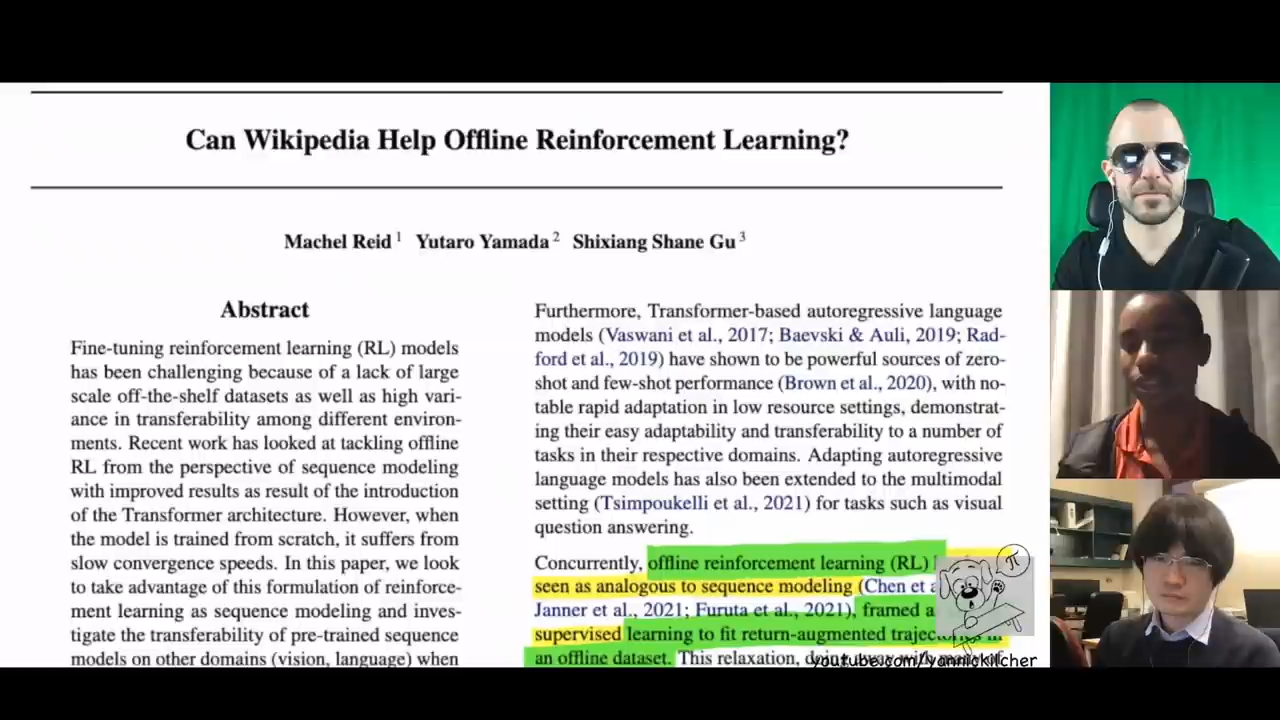 Can Wikipedia Help Offline Reinforcement Learning?
Machel Reid 1 Yutaro Yamada 2 Shixiang Shane Gu 3
Abstract
Fine-tuning reinforcement learning (RL) models
has been challenging because of a lack of large
scale off-the-shelf datasets as well as high vari-
ance in transferability among different environ-
ments. Recent work has looked at tackling offline
RL from the perspective of sequence modeling
with improved results as result of the introduction
of the Transformer architecture. However, when
the model is trained from scratch, it suffers from
slow convergence speeds. In this paper, we look
to take advantage of this formulation of reinforce-
ment learning as sequence modeling and inves-
tigate the transferability of pre-trained sequence
models on other domains (vision, language) when
Furthermore, Transformer-based autoregressive language
models (Vaswani et al., 2017; Baevski & Auli, 2019; Rad-
ford et al., 2019) have shown to be powerful sources of zero-
shot and few-shot performance (Brown et al., 2020), with no-
table rapid adaptation in low resource settings, demonstrat-
ing their easy adaptability and transferability to a number of
tasks in their respective domains. Adapting autoregressive
language models has also been extended to the multimodal
setting (Tsimpoukelli et al., 2021) for tasks such as visual
question answering.
Concurrently, offline reinforcement learning (RL)
seen as analogous to sequence modeling (Chen et
Janner et al., 2021; Furuta et al., 2021), framed
supervised learning to fit return-augmented trajectories in
an offline dataset. This relaxation,
π
youtube.com/yannickilcher